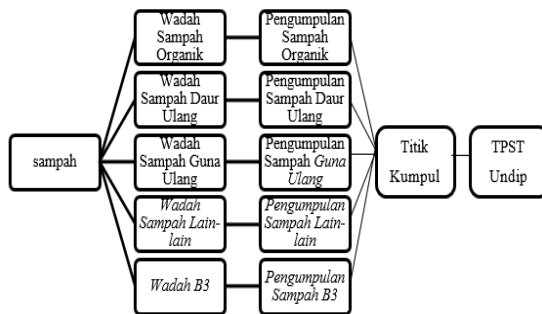 Wadah
Sampah
Organik
Pengumpulan
Sampah
Organik
Wadah
Sampah Daur
Ulang
Pengumpulan
Sampah Daur
Ulang
sampah
Wadah
Sampah Guna
Ulang
Pengumpulan
Sampah Guna
Ulang
Titik
Kumpul
TPST
Undip
Wadah
Sampah Lain-
lain
Pengumpulan
Sampah Lain-
lain
Wadah B3
Pengumpulan
Sampah B3